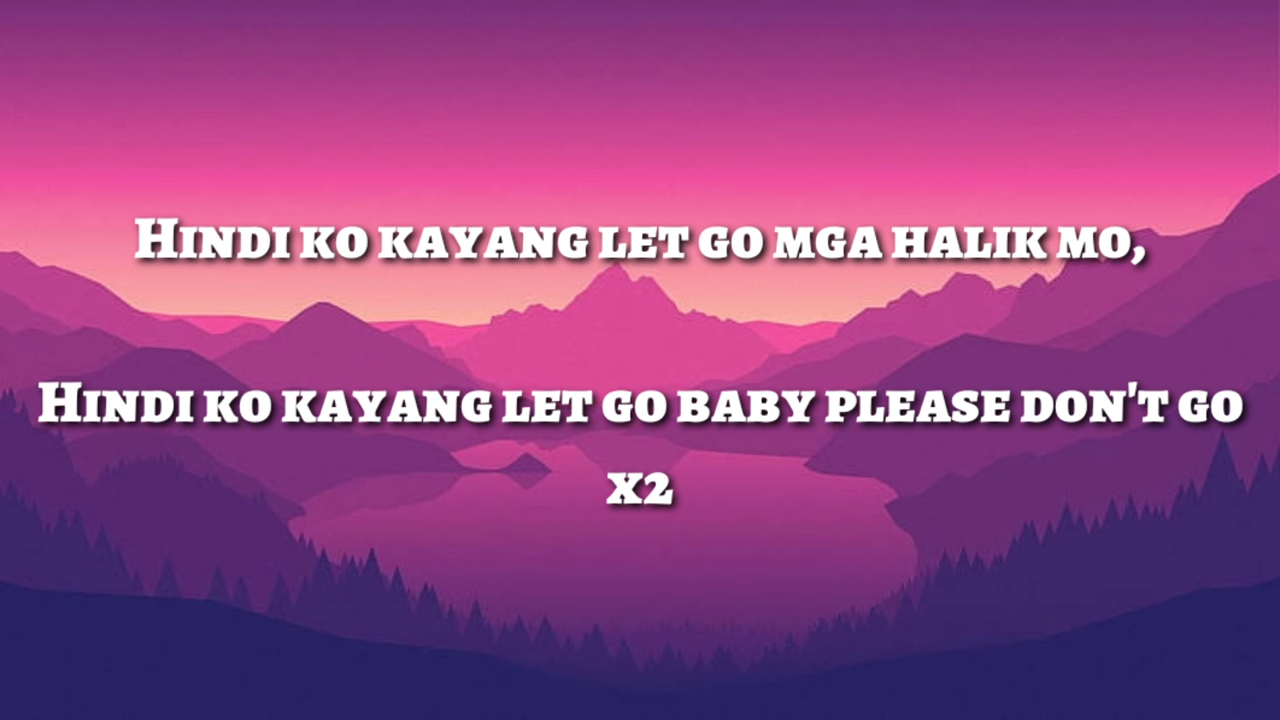 Hindi ko kayang let go mga halik mo,
Hindi ko kayang let go baby please don't go
x2